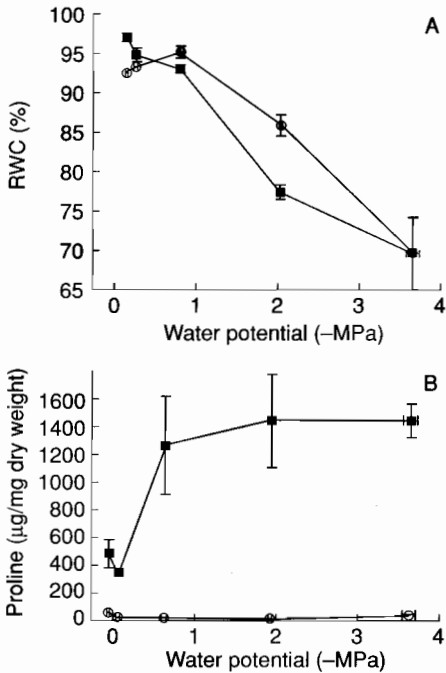 A
100
95
90
85
80
75
70
65
RWC (%)
0 1 2 3 4
Water potential (–MPa)
B
1600
1400
1200
1000
800
600
400
200
0
Proline (μg/mg dry weight)
0 1 2 3 4
Water potential (–MPa)